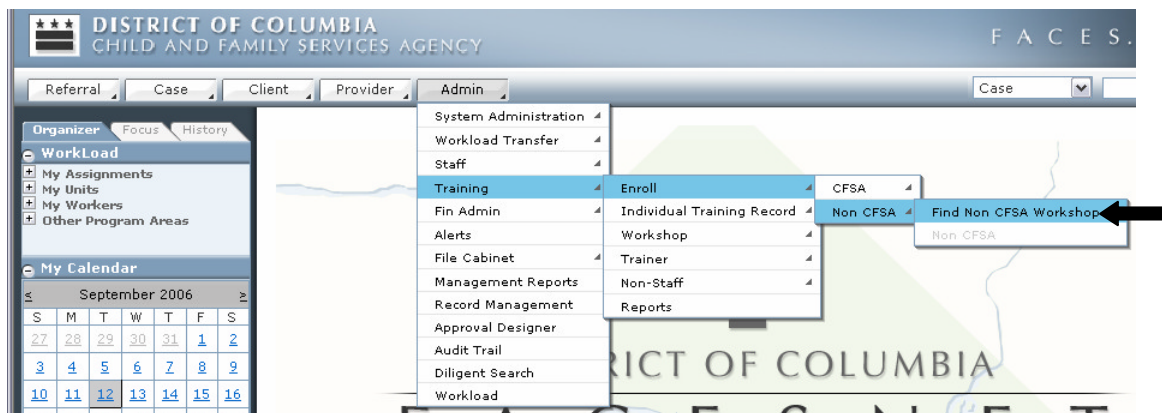 DISTRICT OF COLUMBIA
CHILD AND FAMILY SERVICES AGENCY
F A C E S.
Referral Case Client Provider Admin Case
Organizer Focus History
WorkLoad
My Assignments
My Units
My Workers
Other Program Areas
My Calendar
< September 2006 >
S M T W T F S
27 28 29 30 31 1 2
3 4 5 6 7 8 9
10 11 12 13 14 15 16
System Administration
Workload Transfer
Staff
Training
Fin Admin
Alerts
File Cabinet
Management Reports
Record Management
Approval Designer
Audit Trail
Diligent Search
Workload
Enroll
Individual Training Record
Workshop
Trainer
Non-Staff
Reports
CFSA
Non CFSA
Find Non CFSA Workshop
Non CFSA
RICT OF COLUMBIA